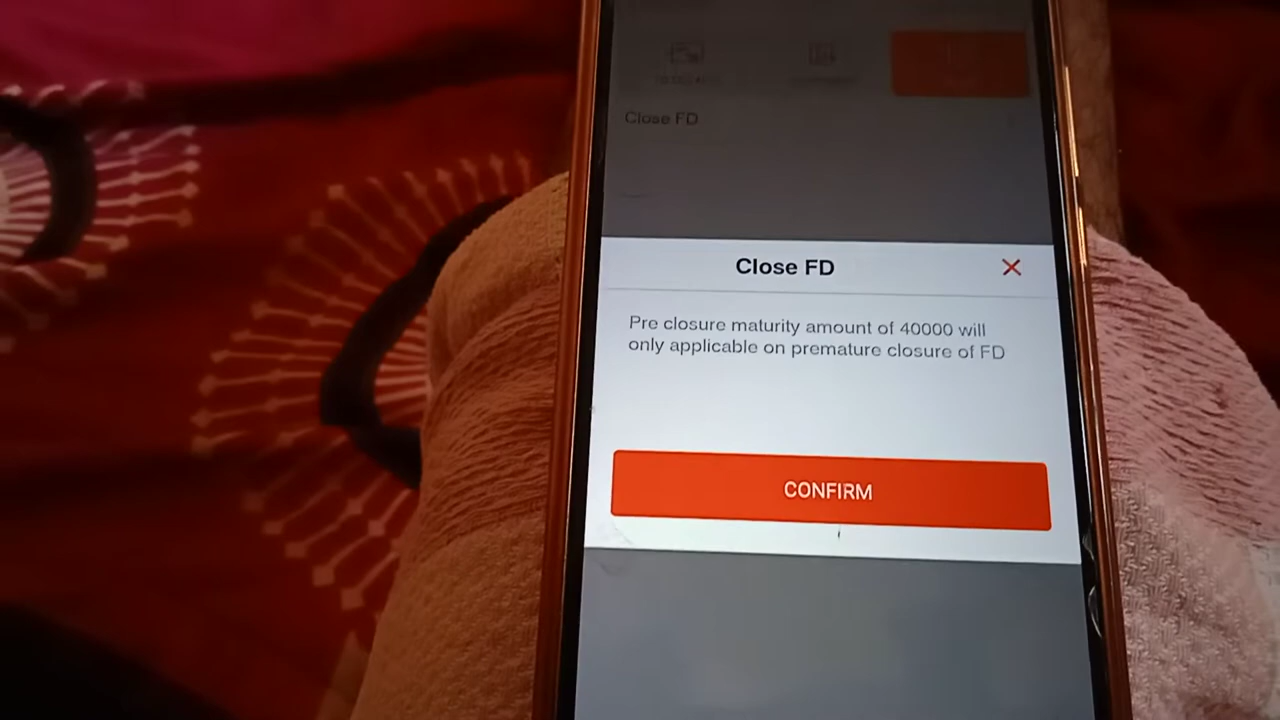 Close FD
Close FD
Pre closure maturity amount of 40000 will
only applicable on premature closure of FD
CONFIRM